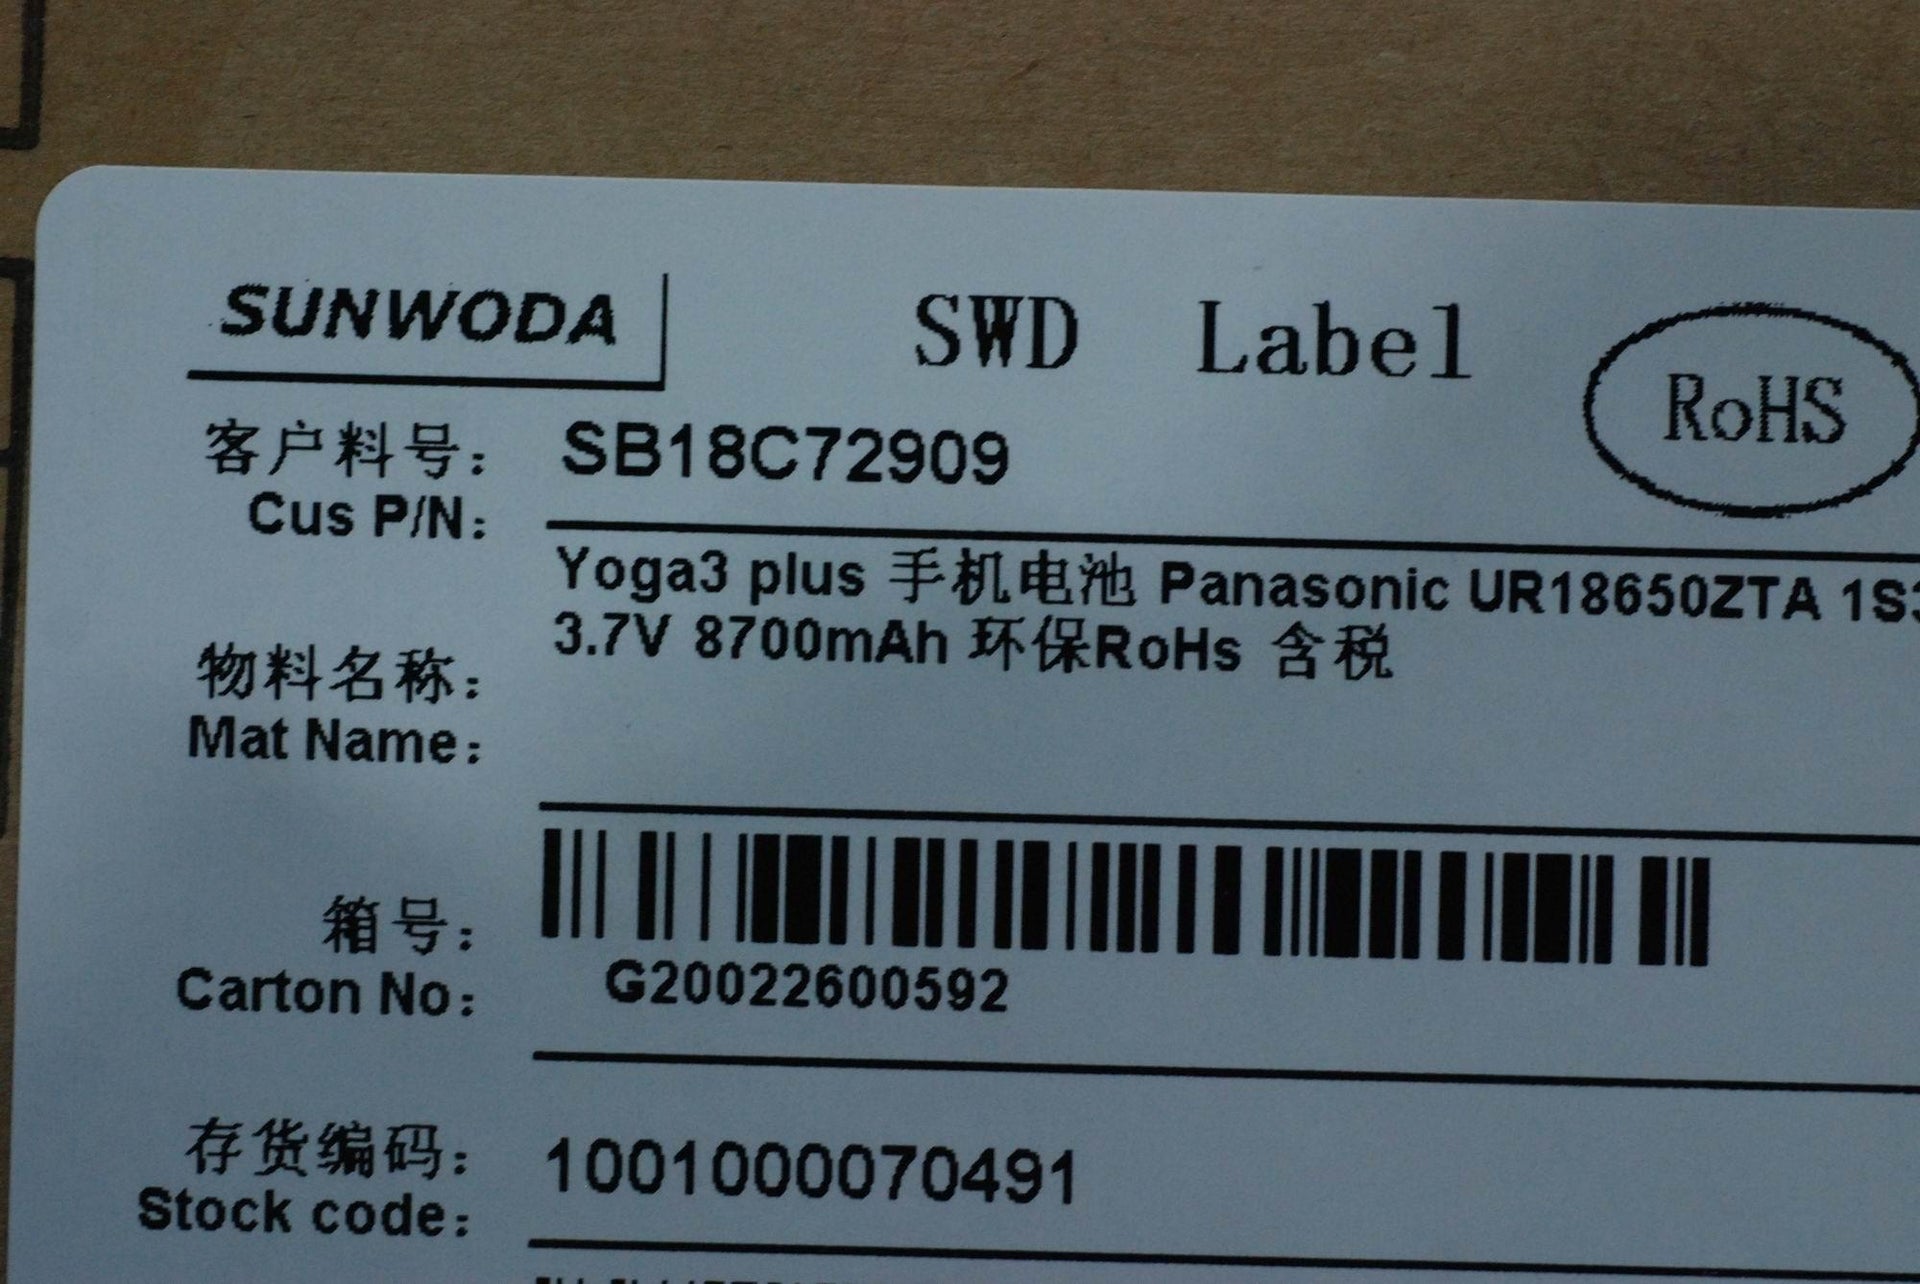 SUNWODA
SWD Label
RoHS
客户料号: SB18C72909
Cus P/N:
Yoga3 plus 手机电池 Panasonic UR18650ZTA
3.7V 8700mAh 环保RoHs 含税
物料名称:
Mat Name:
箱号:
Carton No: G20022600592
存货编码: 1001000070491
Stock code: